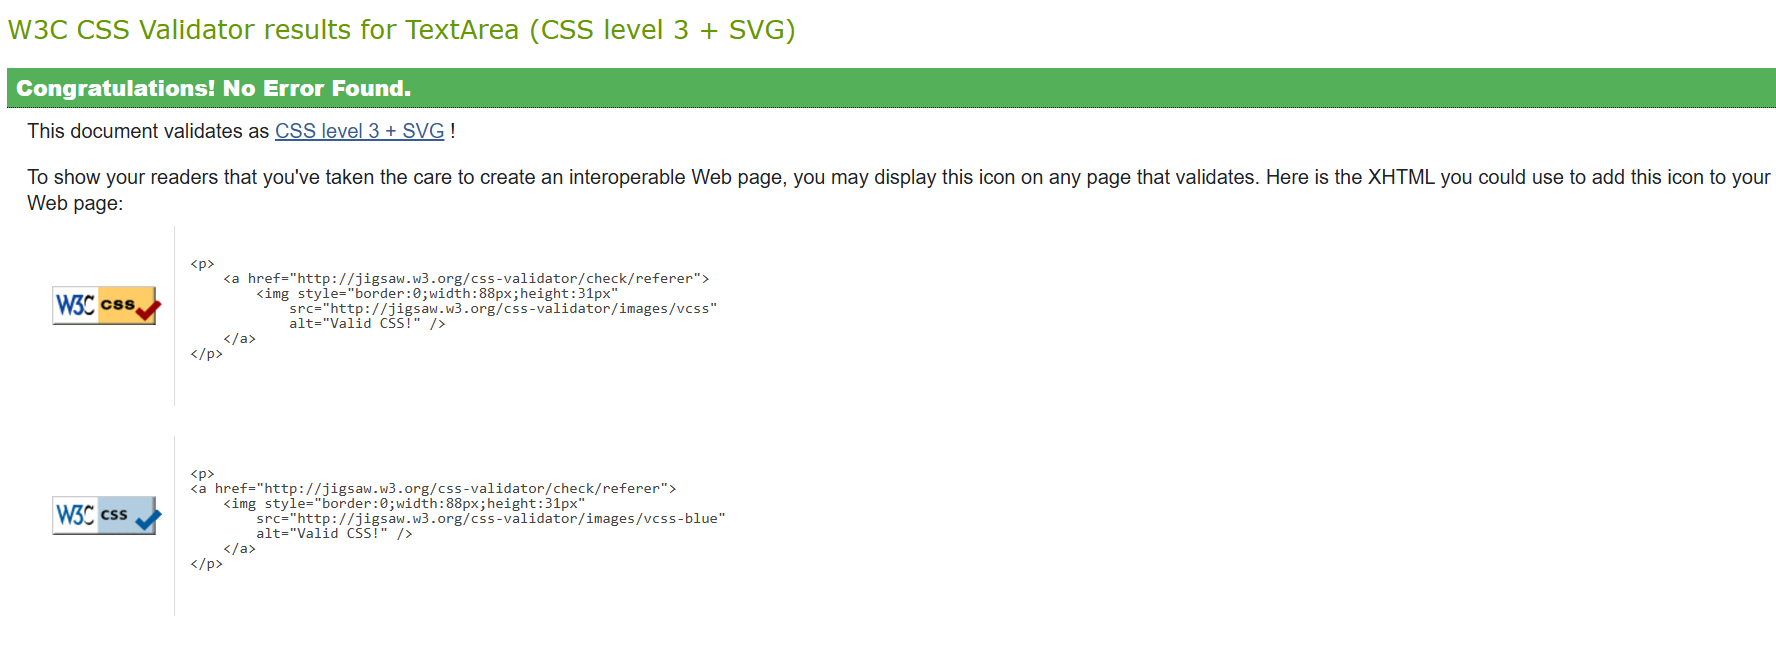 W3C CSS Validator results for TextArea (CSS level 3 + SVG)
Congratulations! No Error Found.
This document validates as CSS level 3 + SVG !
To show your readers that you've taken the care to create an interoperable Web page, you may display this icon on any page that validates. Here is the XHTML you could use to add this icon to your
Web page:
W3C css
<p>
    <a href="http://jigsaw.w3.org/css-validator/check/referer">
        <img style="border:0;width:88px;height:31px"
            src="http://jigsaw.w3.org/css-validator/images/vcss"
            alt="Valid CSS!" />
    </a>
</p>
W3C css
<p>
<a href="http://jigsaw.w3.org/css-validator/check/referer">
    <img style="border:0;width:88px;height:31px"
        src="http://jigsaw.w3.org/css-validator/images/vcss-blue"
        alt="Valid CSS!" />
    </a>
</p>